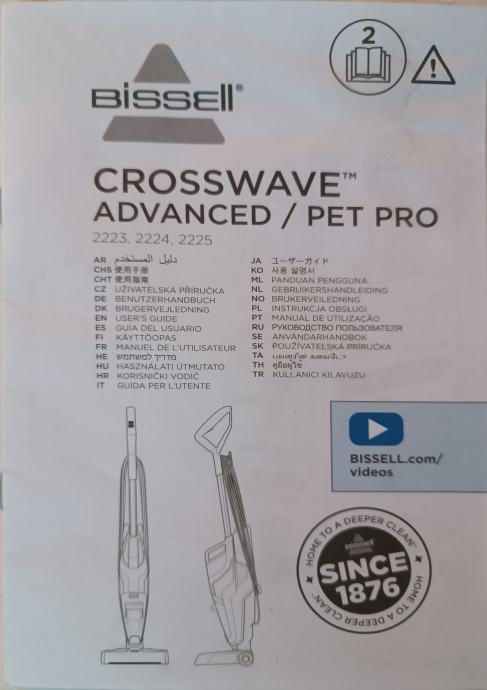 2
BISSELL®
CROSSWAVE™
ADVANCED / PET PRO
2223, 2224, 2225
AR دليل المستخدم
CHS 使用手册
CHT 使用指南
CZ UŽIVATELSKÁ PŘÍRUČKA
DE BENUTZERHANDBUCH
DK BRUGERVEJLEDNING
EN USER'S GUIDE
ES GUÍA DEL USUARIO
FI KÄYTTÖOPAS
FR MANUEL DE L'UTILISATEUR
HE מדריך למשתמש
HU HASZNÁLATI ÚTMUTATÓ
HR KORISNIČKI VODIČ
IT GUIDA PER L'UTENTE
JA ユーザーガイド
KO 사용 설명서
ML PANDUAN PENGGUNA
NL GEBRUIKERSHANDLEIDING
NO BRUKERVEILEDNING
PL INSTRUKCJA OBSŁUGI
PT MANUAL DE UTILIZAÇÃO
RU РУКОВОДСТВО ПОЛЬЗОВАТЕЛЯ
SE ANVÄNDARHANDBOK
SK POUŽÍVATEĽSKÁ PRÍRUČKA
TA
TH คู่มือผู้ใช้
TR KULLANICI KILAVUZU
BISSELL.com/
videos
HOME TO A DEEPER CLEAN™
BISSELL
SINCE
1876
HOME TO A DEEPER CLEAN™